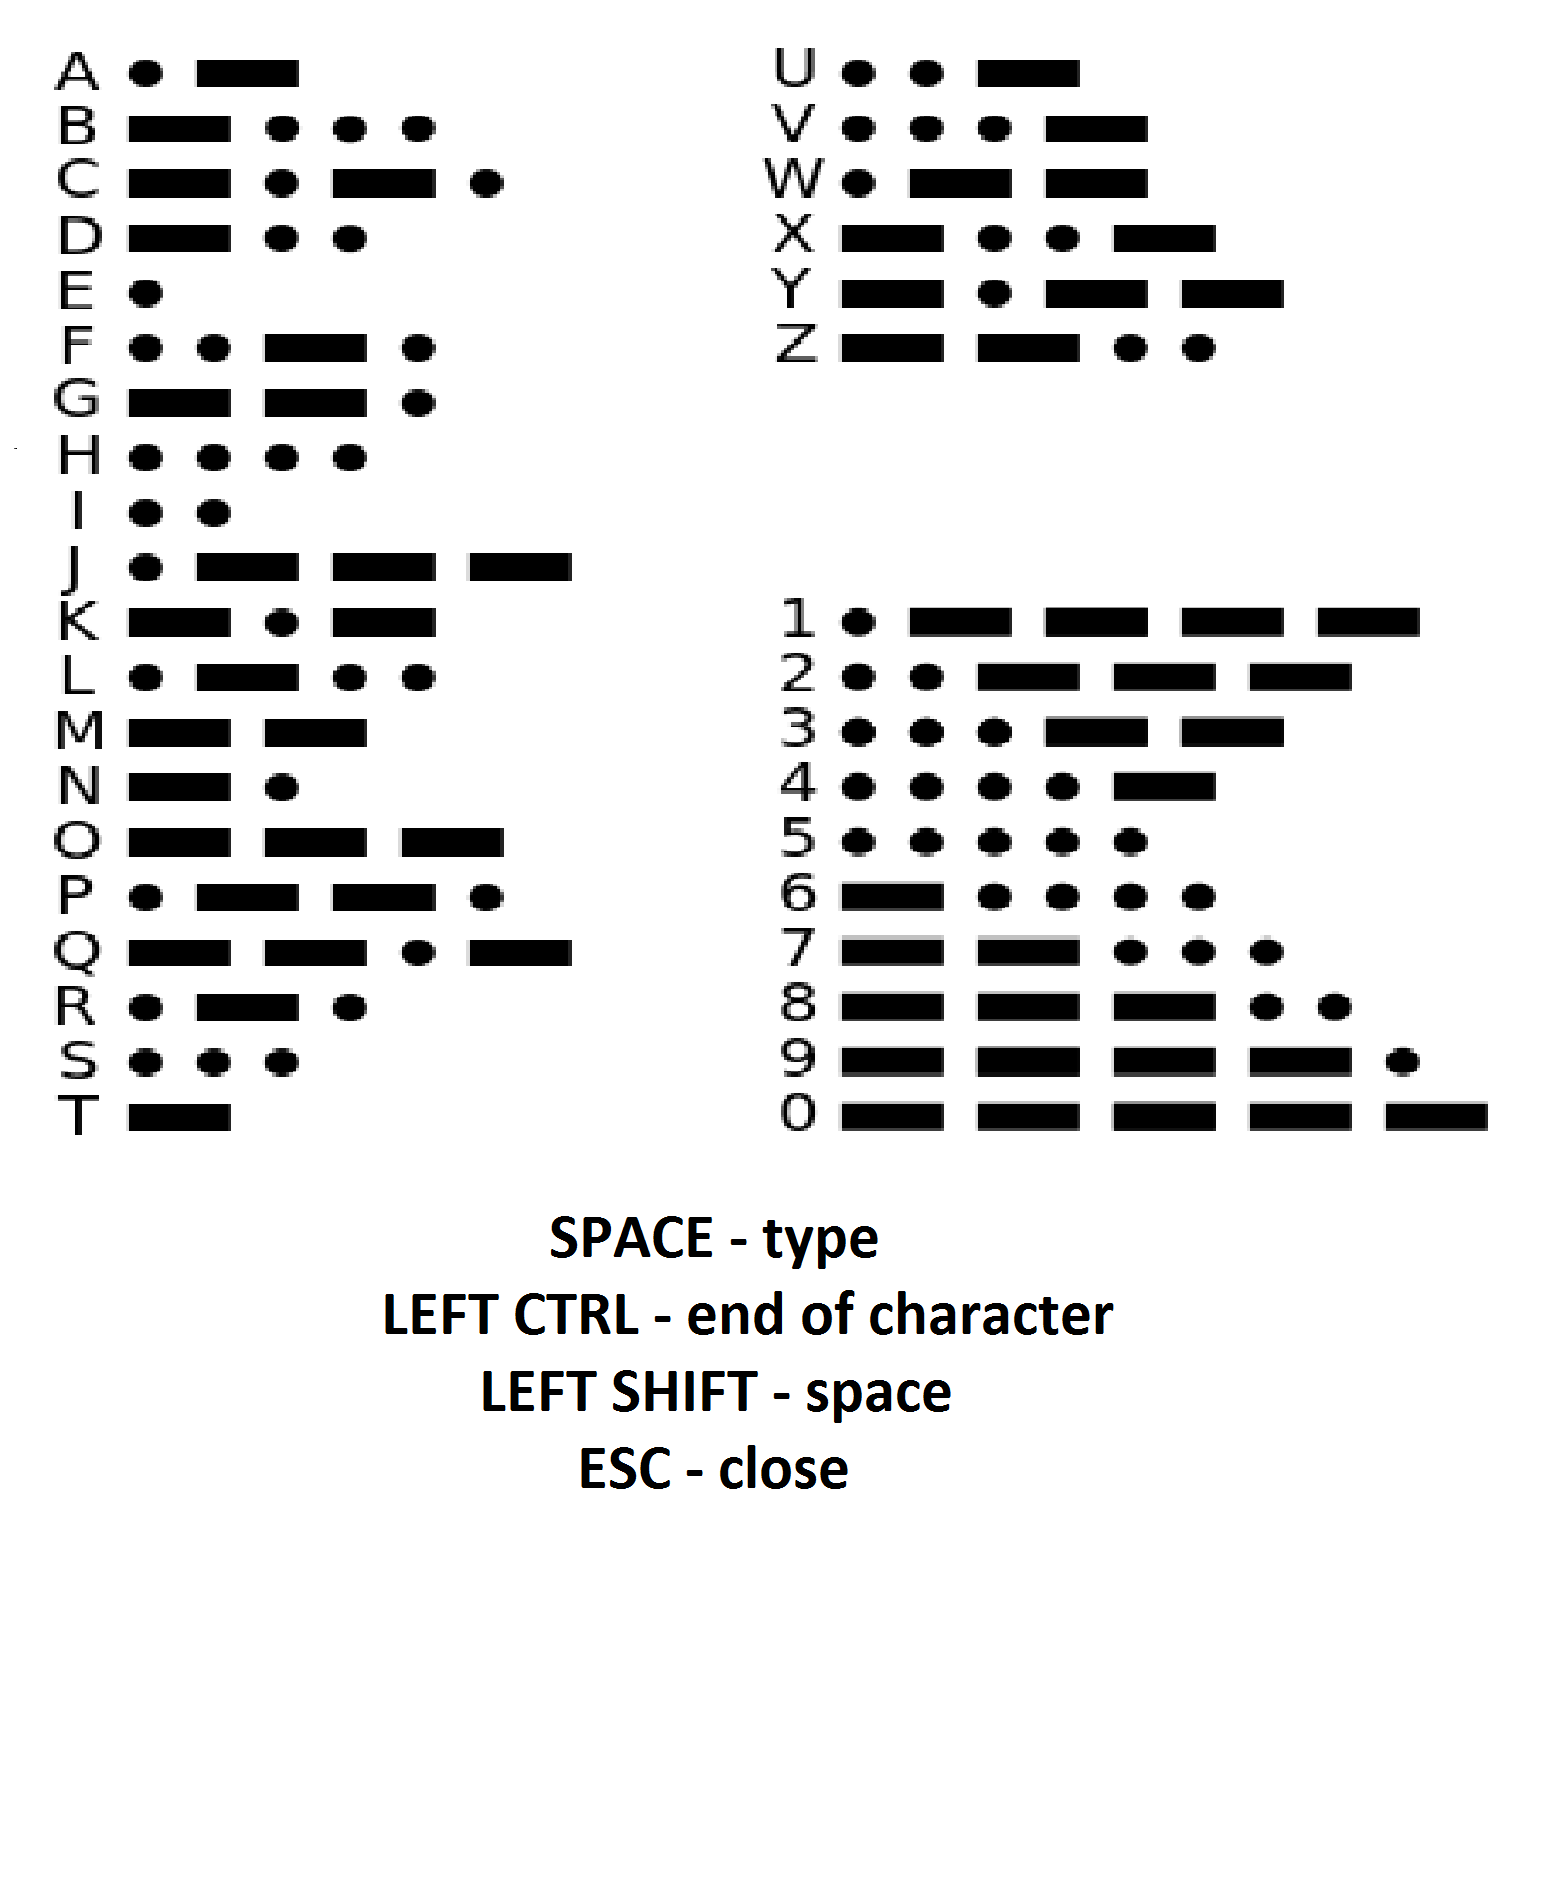 A ● ▬
B ▬ ● ● ●
C ▬ ● ▬ ●
D ▬ ● ●
E ●
F ● ● ▬ ●
G ▬ ▬ ●
H ● ● ● ●
I ● ●
J ● ▬ ▬ ▬
K ▬ ● ▬
L ● ▬ ● ●
M ▬ ▬
N ▬ ●
O ▬ ▬ ▬
P ● ▬ ▬ ●
Q ▬ ▬ ● ▬
R ● ▬ ●
S ● ● ●
T ▬
U ● ● ▬
V ● ● ● ▬
W ● ▬ ▬
X ▬ ● ● ▬
Y ▬ ● ▬ ▬
Z ▬ ▬ ● ●
1 ● ▬ ▬ ▬ ▬
2 ● ● ▬ ▬ ▬
3 ● ● ● ▬ ▬
4 ● ● ● ● ▬
5 ● ● ● ● ●
6 ▬ ● ● ● ●
7 ▬ ▬ ● ● ●
8 ▬ ▬ ▬ ● ●
9 ▬ ▬ ▬ ▬ ●
0 ▬ ▬ ▬ ▬ ▬
SPACE - type
LEFT CTRL - end of character
LEFT SHIFT - space
ESC - close